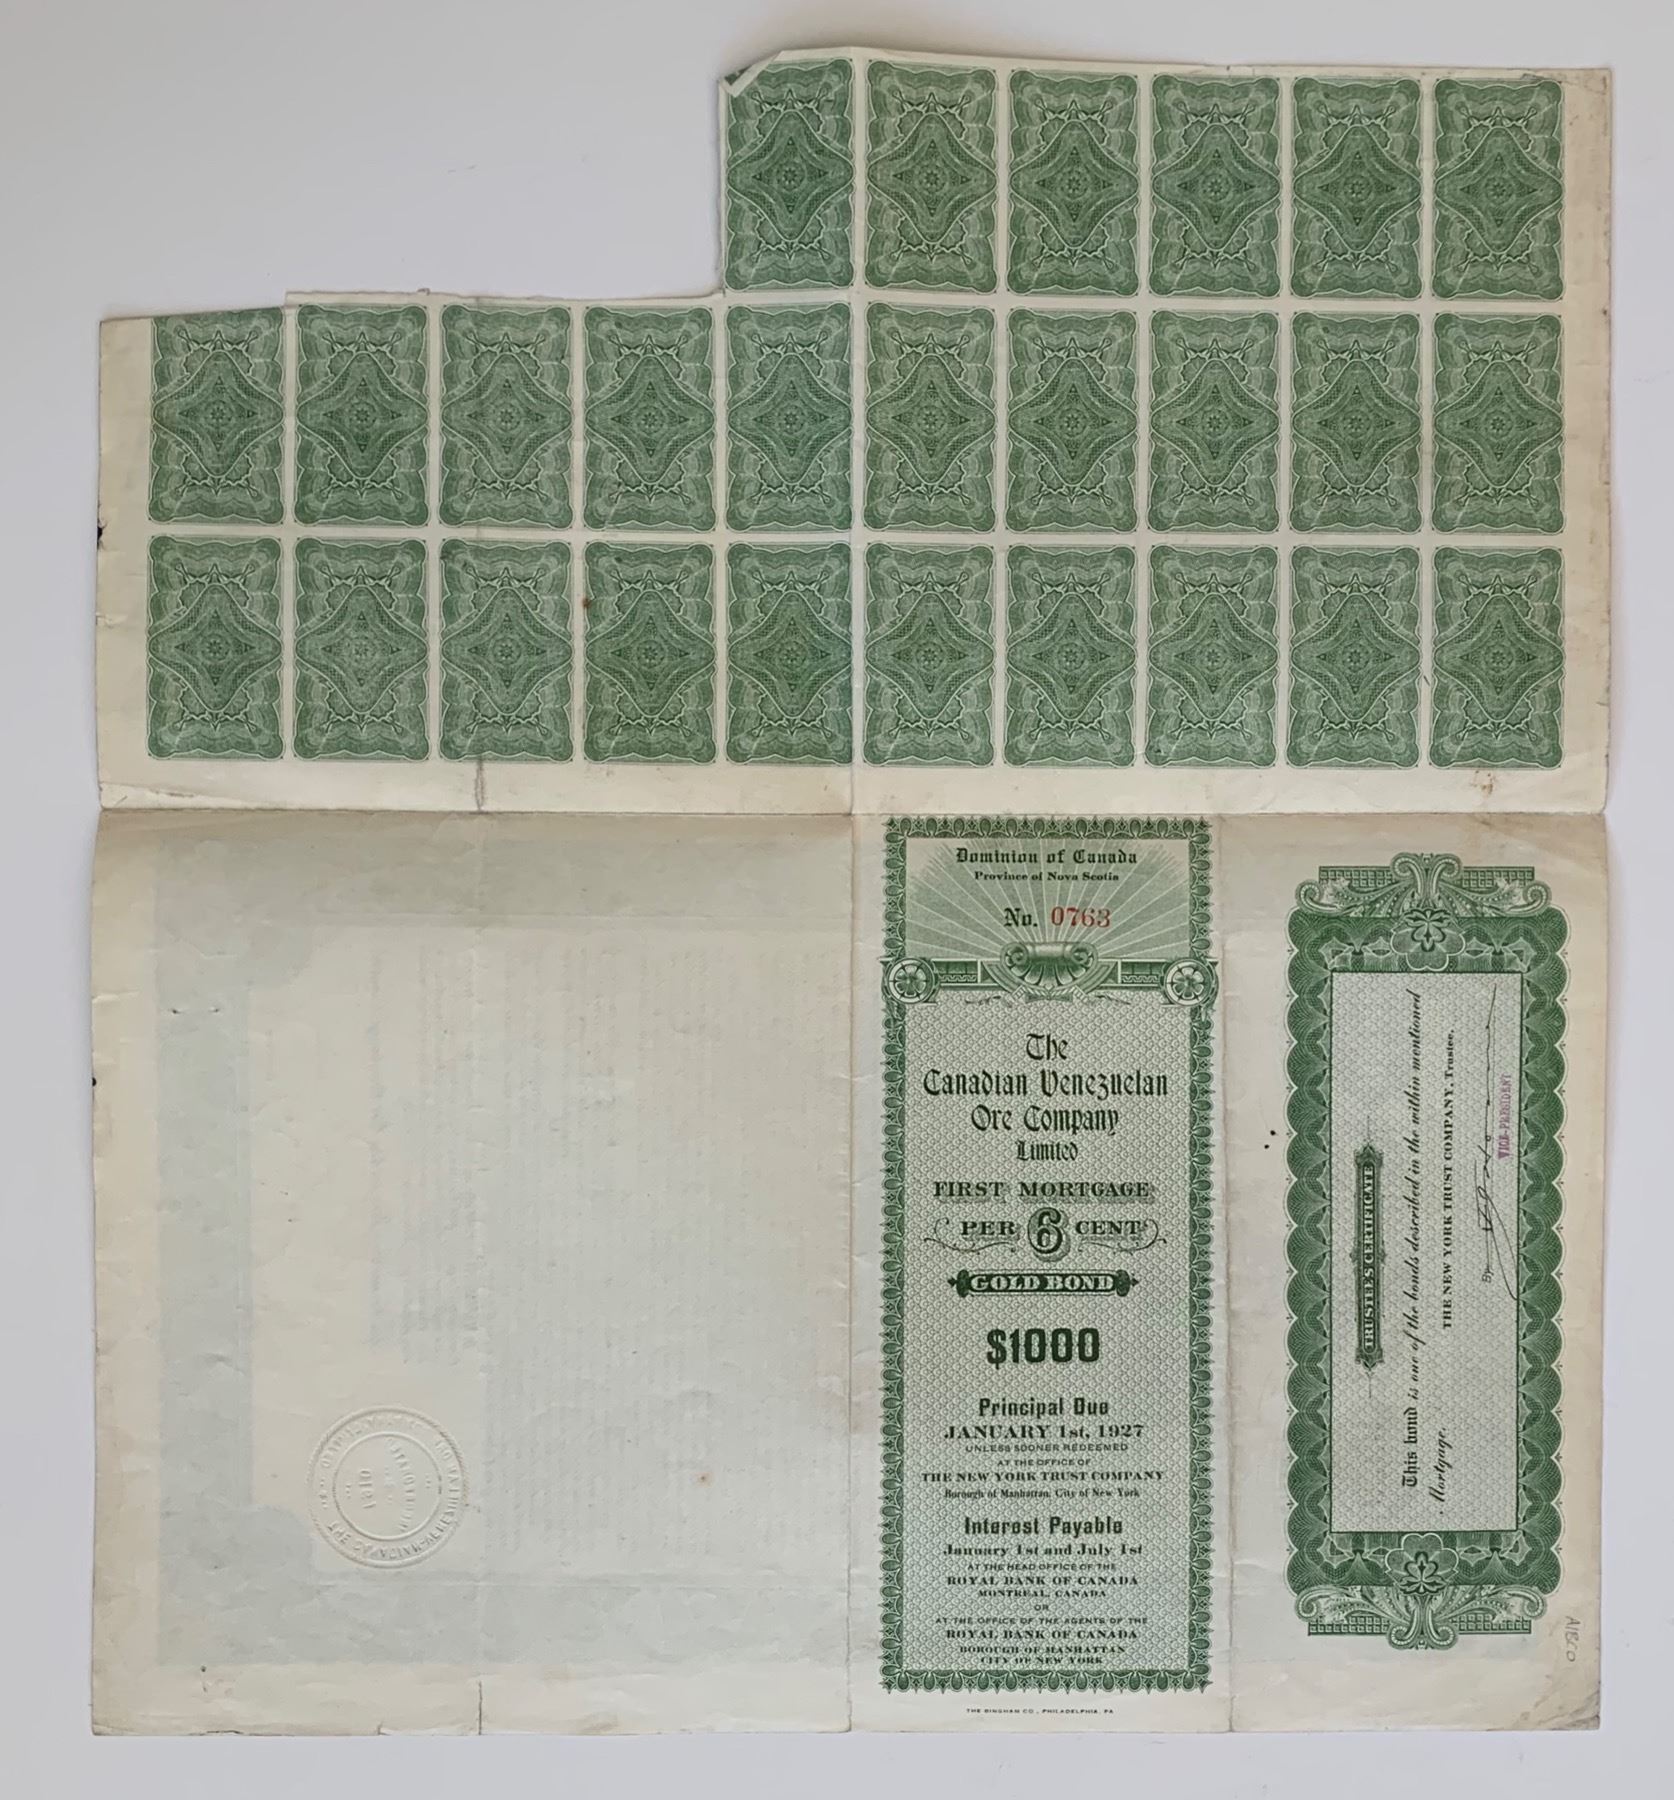 Dominion of Canada
Province of Nova Scotia
No. 0763
The
Canadian Venezuelan
Ore Company
Limited
FIRST MORTGAGE
PER 6 CENT
GOLD BOND
$1000
Principal Due
JANUARY 1st, 1927
UNLESS SOONER REDEEMED
AT THE OFFICE OF
THE NEW YORK TRUST COMPANY
Borough of Manhattan, City of New York
Interest Payable
January 1st and July 1st
AT THE HEAD OFFICE OF THE
ROYAL BANK OF CANADA
MONTREAL, CANADA
OR
AT THE OFFICE OF THE AGENTS OF THE
ROYAL BANK OF CANADA
BOROUGH OF MANHATTAN
CITY OF NEW YORK
THE BINGHAM CO., PHILADELPHIA, PA
TRUSTEE'S CERTIFICATE
This bond is one of the bonds described in the within mentioned
Mortgage.
THE NEW YORK TRUST COMPANY, Trustee.
By
VICE-PRESIDENT